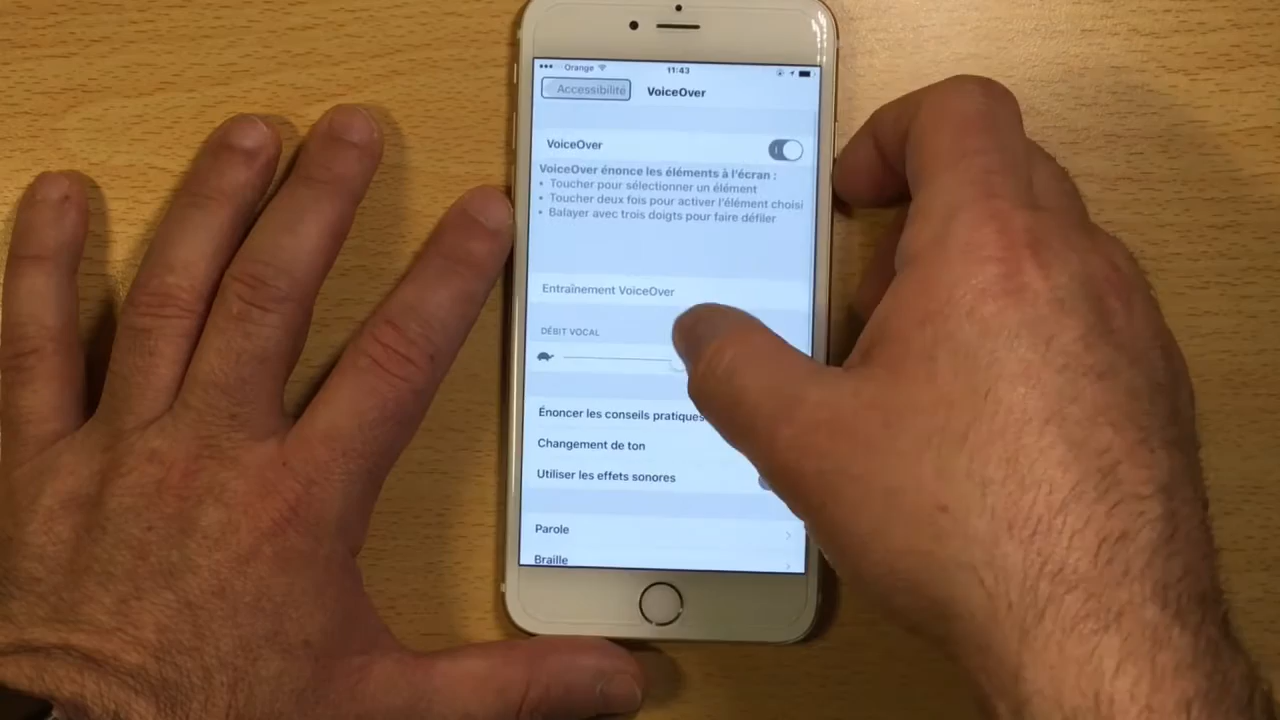 Orange
11:43
Accessibilité
VoiceOver
VoiceOver
VoiceOver énonce les éléments à l'écran :
• Toucher pour sélectionner un élément
• Toucher deux fois pour activer l'élément choisi
• Balayer avec trois doigts pour faire défiler
Entraînement VoiceOver
DÉBIT VOCAL
Énoncer les conseils pratiques
Changement de ton
Utiliser les effets sonores
Parole
Braille